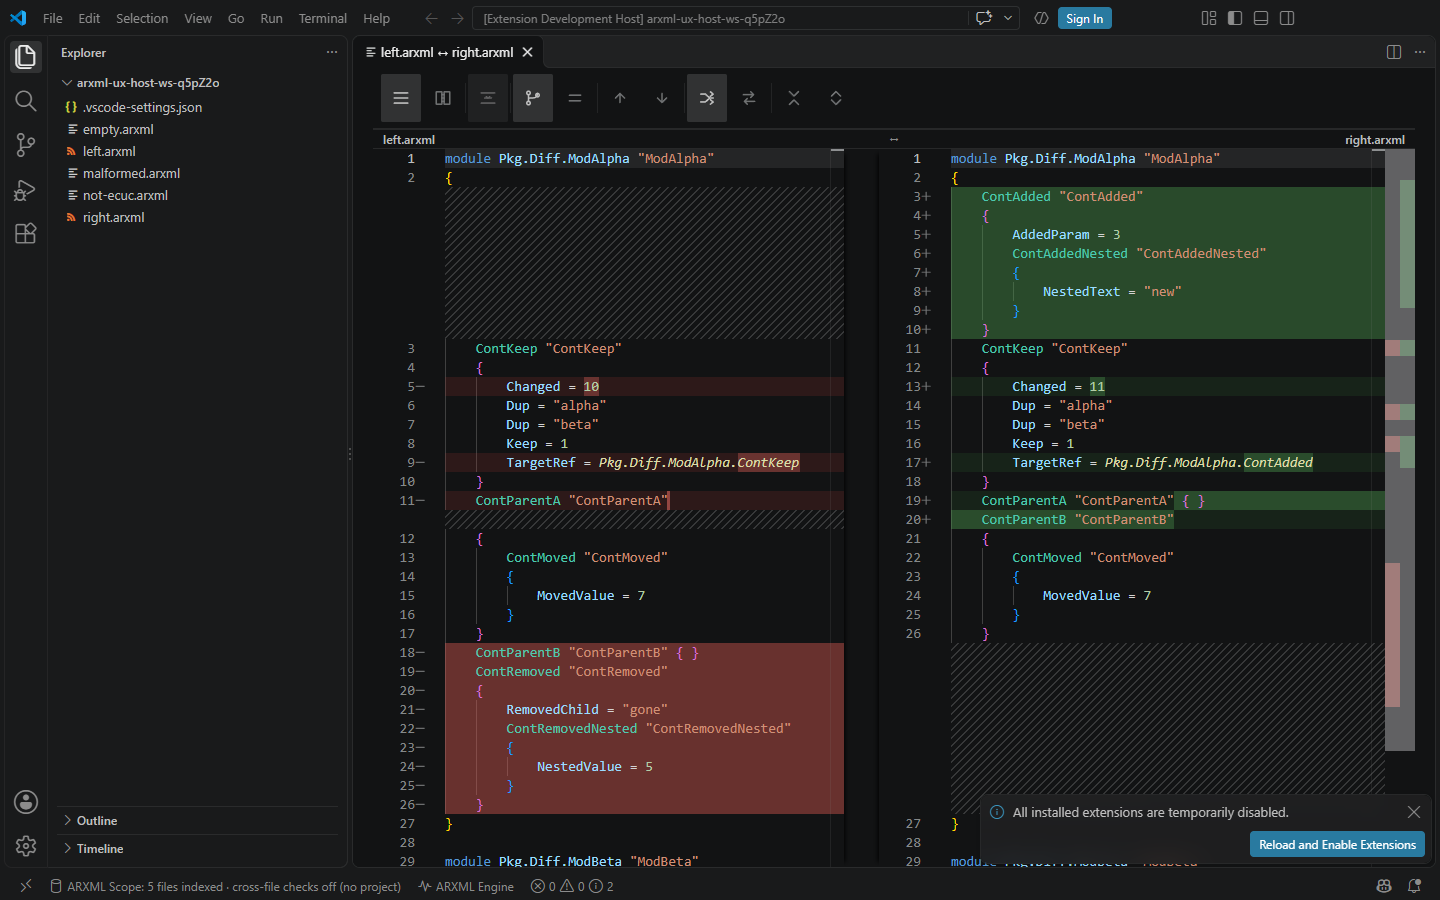 File Edit Selection View Go Run Terminal Help
[Extension Development Host] arxml-ux-host-ws-q5pZ2o
Sign In
Explorer
arxml-ux-host-ws-q5pZ2o
{} .vscode-settings.json
empty.arxml
left.arxml
malformed.arxml
not-ecuc.arxml
right.arxml
Outline
Timeline
left.arxml ↔ right.arxml
left.arxml
↔
right.arxml
1 module Pkg.Diff.ModAlpha "ModAlpha"
2 {
3 ContKeep "ContKeep"
4 {
5− Changed = 10
6 Dup = "alpha"
7 Dup = "beta"
8 Keep = 1
9− TargetRef = Pkg.Diff.ModAlpha.ContKeep
10 }
11− ContParentA "ContParentA"
12 {
13 ContMoved "ContMoved"
14 {
15 MovedValue = 7
16 }
17 }
18− ContParentB "ContParentB" { }
19− ContRemoved "ContRemoved"
20− {
21− RemovedChild = "gone"
22− ContRemovedNested "ContRemovedNested"
23− {
24− NestedValue = 5
25− }
26− }
27 }
28
29 module Pkg.Diff.ModBeta "ModBeta"
1 module Pkg.Diff.ModAlpha "ModAlpha"
2 {
3+ ContAdded "ContAdded"
4+ {
5+ AddedParam = 3
6+ ContAddedNested "ContAddedNested"
7+ {
8+ NestedText = "new"
9+ }
10+ }
11 ContKeep "ContKeep"
12 {
13+ Changed = 11
14 Dup = "alpha"
15 Dup = "beta"
16 Keep = 1
17+ TargetRef = Pkg.Diff.ModAlpha.ContAdded
18 }
19+ ContParentA "ContParentA" { }
20+ ContParentB "ContParentB"
21 {
22 ContMoved "ContMoved"
23 {
24 MovedValue = 7
25 }
26 }
27 }
28
29 module Pkg.Diff.ModBeta "ModBeta"
All installed extensions are temporarily disabled.
Reload and Enable Extensions
ARXML Scope: 5 files indexed · cross-file checks off (no project) ARXML Engine 0 0 2